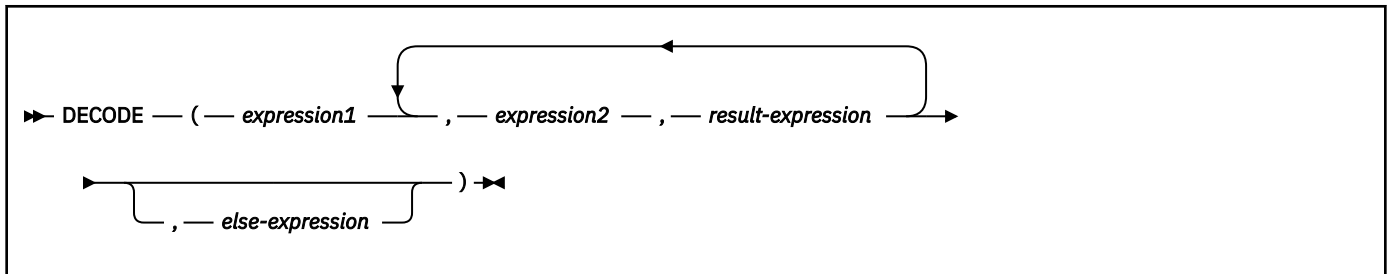 DECODE ( expression1 , expression2 , result-expression
, else-expression )